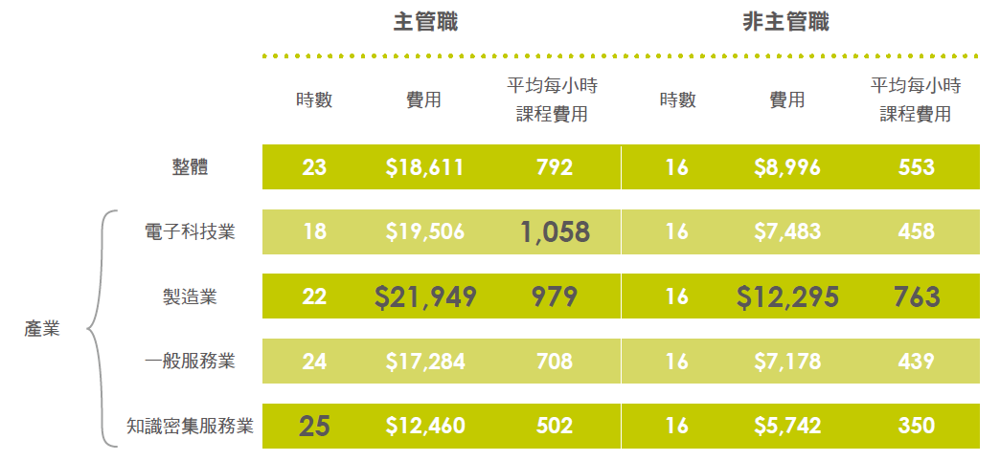 主管職 非主管職
時數 費用 平均每小時 課程費用 時數 費用 平均每小時 課程費用
整體 23 $18,611 792 16 $8,996 553
電子科技業 18 $19,506 1,058 16 $7,483 458
製造業 22 $21,949 979 16 $12,295 763
產業
一般服務業 24 $17,284 708 16 $7,178 439
知識密集服務業 25 $12,460 502 16 $5,742 350